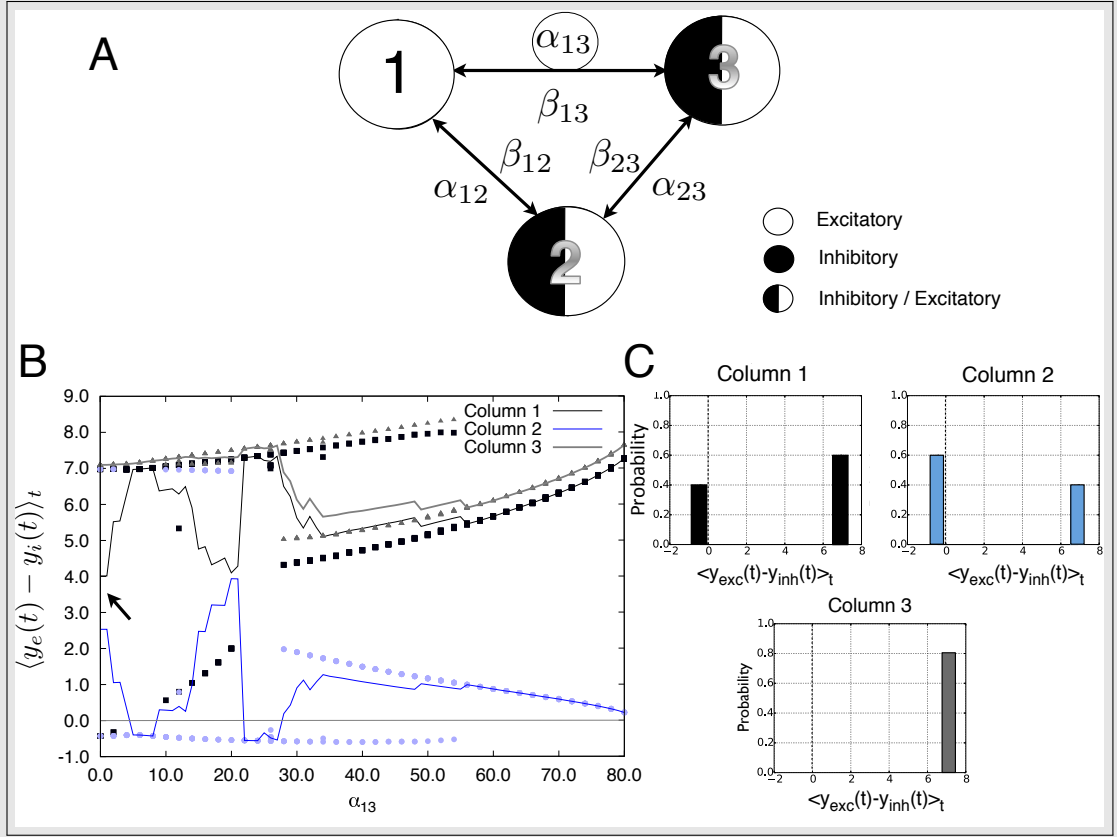 A
1
α13
3
β13
β12
β23
α12
α23
2
Excitatory
Inhibitory
Inhibitory / Excitatory
B
9.0
8.0
7.0
6.0
5.0
4.0
3.0
2.0
1.0
0.0
-1.0
⟨ye(t) − yi(t)⟩t
Column 1
Column 2
Column 3
0.0 10.0 20.0 30.0 40.0 50.0 60.0 70.0 80.0
α13
C
Column 1
Probability
1.0
0.8
0.6
0.4
0.2
0.0
−2 0 2 4 6 8
<yexc(t)-yinh(t)>t
Column 2
1.0
0.8
0.6
0.4
0.2
0.0
−2 0 2 4 6 8
<yexc(t)-yinh(t)>t
Column 3
Probability
1.0
0.8
0.6
0.4
0.2
0.0
−2 0 2 4 6 8
<yexc(t)-yinh(t)>t